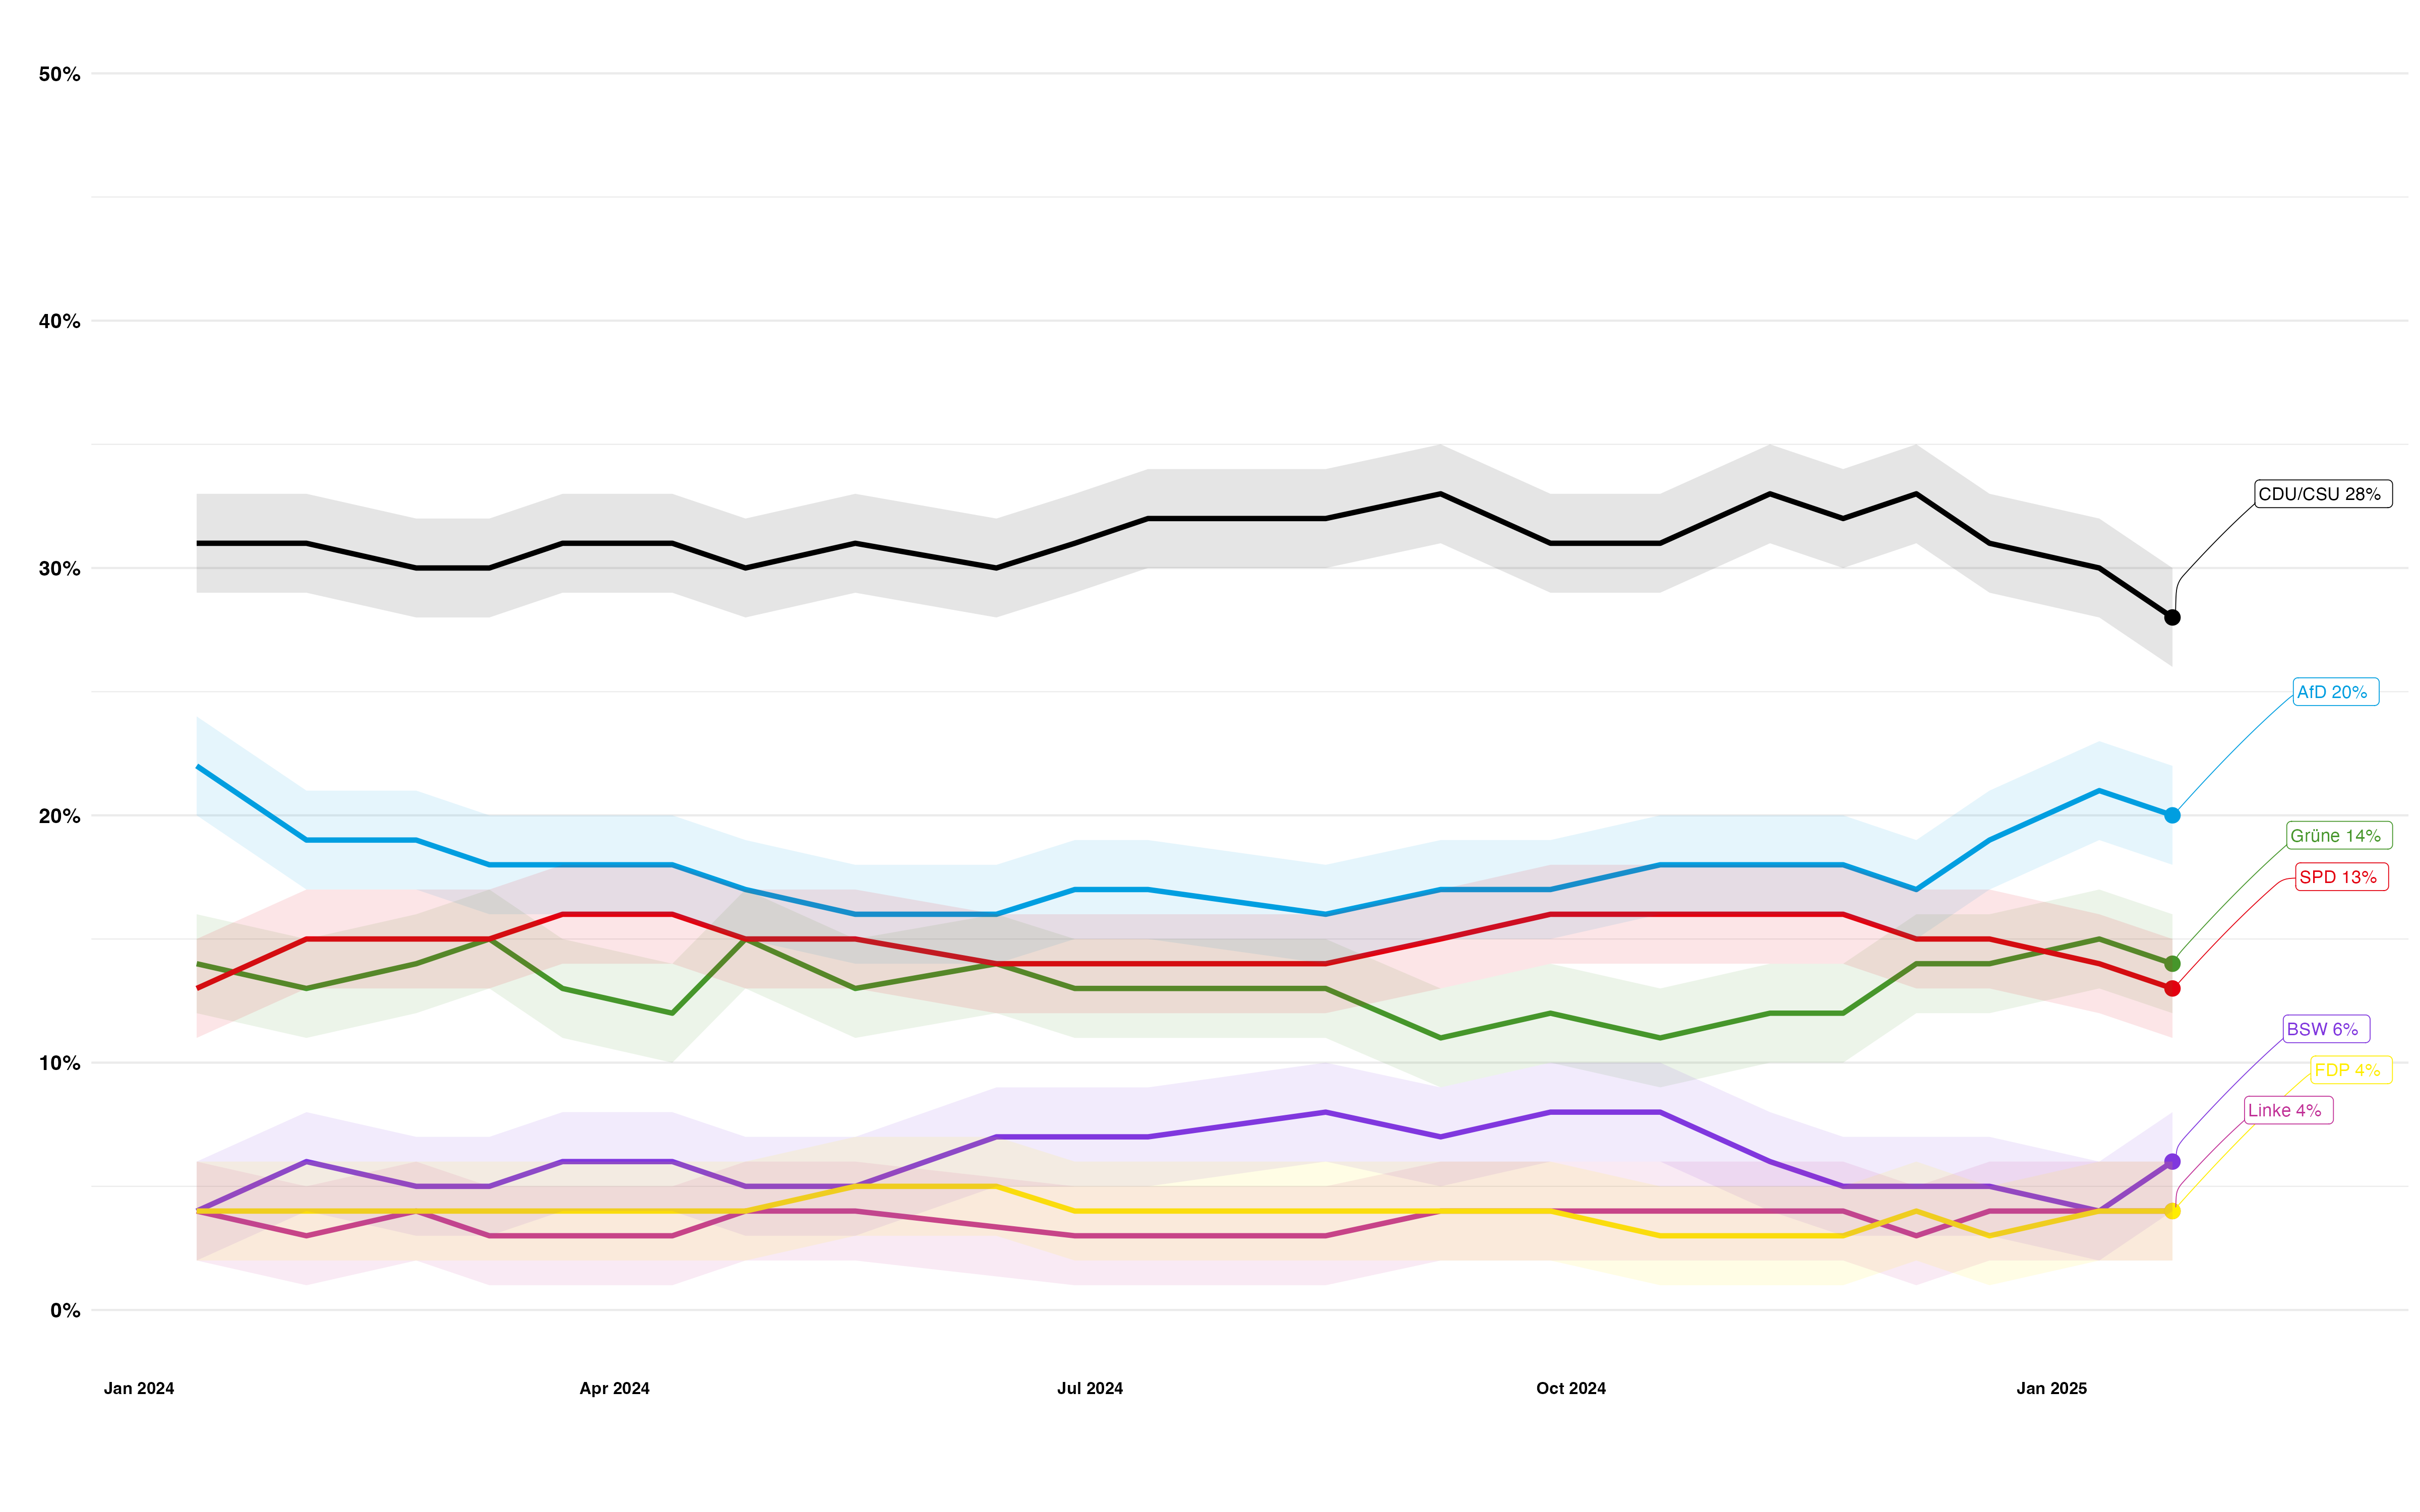 50%
40%
30%
20%
10%
0%
CDU/CSU 28%
AfD 20%
Grüne 14%
SPD 13%
BSW 6%
FDP 4%
Linke 4%
Jan 2024
Apr 2024
Jul 2024
Oct 2024
Jan 2025